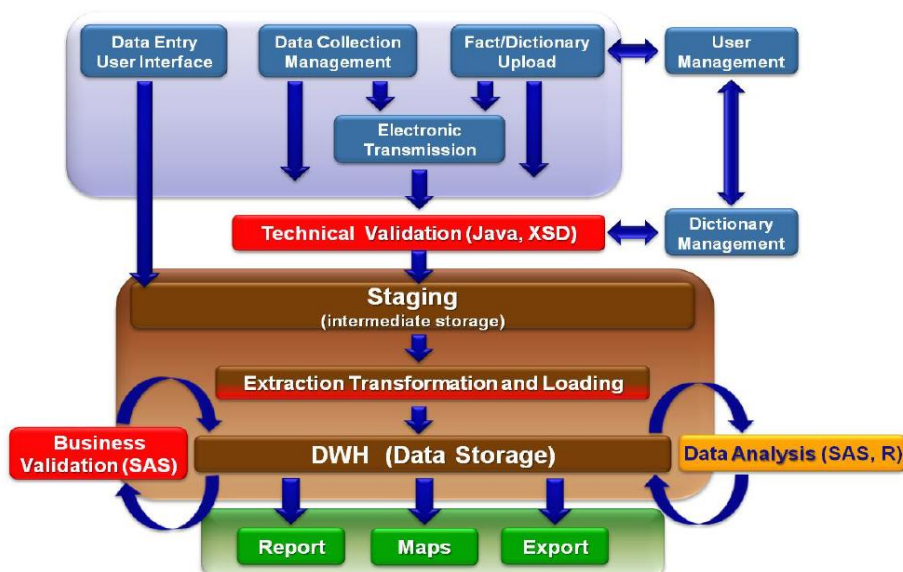 Data Entry
User Interface
Data Collection
Management
Fact/Dictionary
Upload
User
Management
Electronic
Transmission
Technical Validation (Java, XSD)
Dictionary
Management
Staging
(intermediate storage)
Extraction Transformation and Loading
Business
Validation (SAS)
DWH (Data Storage)
Data Analysis (SAS, R)
Report
Maps
Export